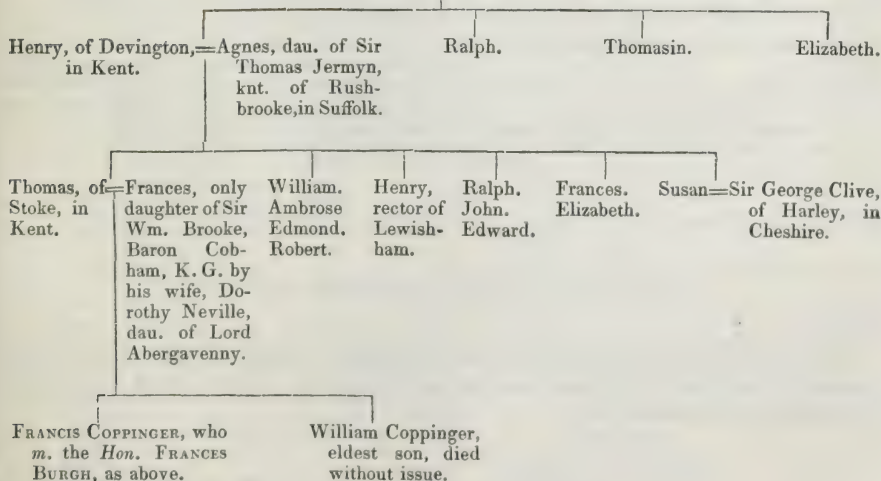 Henry, of Devington,=Agnes, dau. of Sir
in Kent.
Thomas Jermyn,
knt. of Rush-
brooke,in Suffolk.
Ralph.
Thomasin.
Elizabeth.
Thomas, of=Frances, only
Stoke, in
Kent.
daughter of Sir
Wm. Brooke,
Baron Cob-
ham, K. G. by
his wife, Do-
rothy Neville,
dau. of Lord
Abergavenny.
William.
Ambrose
Edmond.
Robert.
Henry,
rector of
Lewish-
ham.
Ralph.
John.
Edward.
Frances.
Elizabeth.
Susan=Sir George Clive,
of Harley, in
Cheshire.
FRANCIS COPPINGER, who
m. the Hon. FRANCES
BURGH, as above.
William Coppinger,
eldest son, died
without issue.